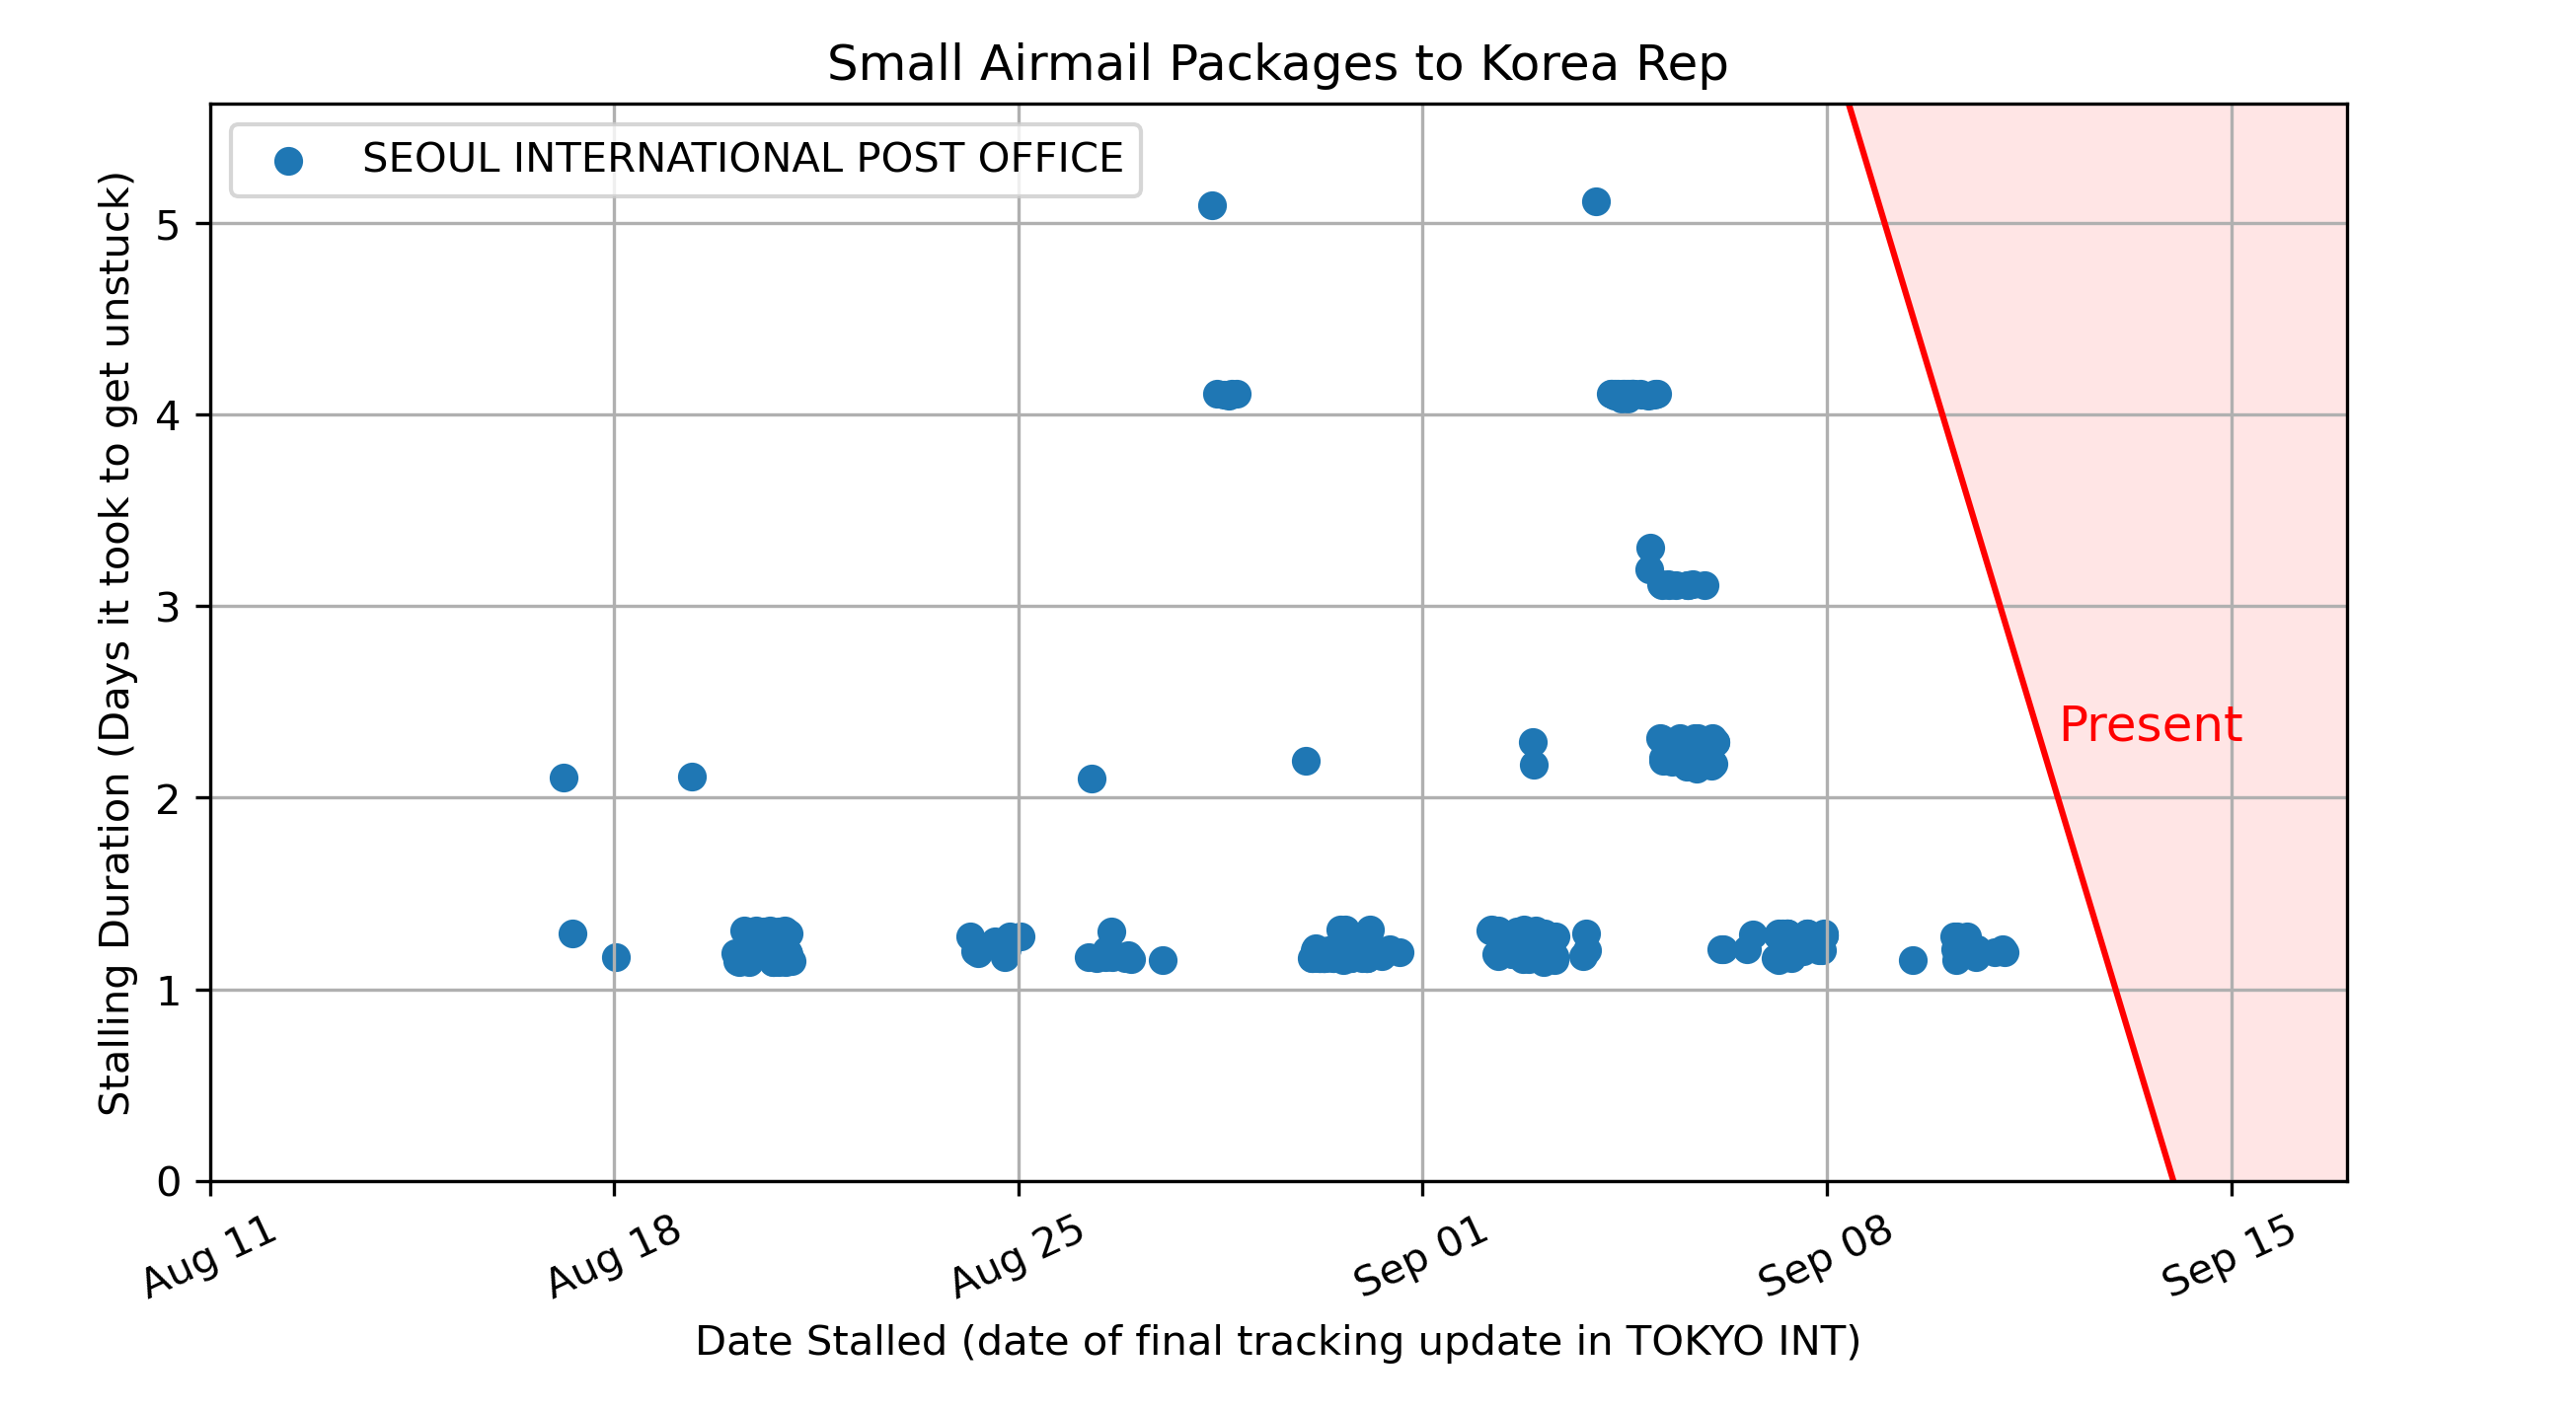 Small Airmail Packages to Korea Rep
SEOUL INTERNATIONAL POST OFFICE
Stalling Duration (Days it took to get unstuck)
5
4
3
2
1
0
Present
Aug 11
Aug 18
Aug 25
Sep 01
Sep 08
Sep 15
Date Stalled (date of final tracking update in TOKYO INT)